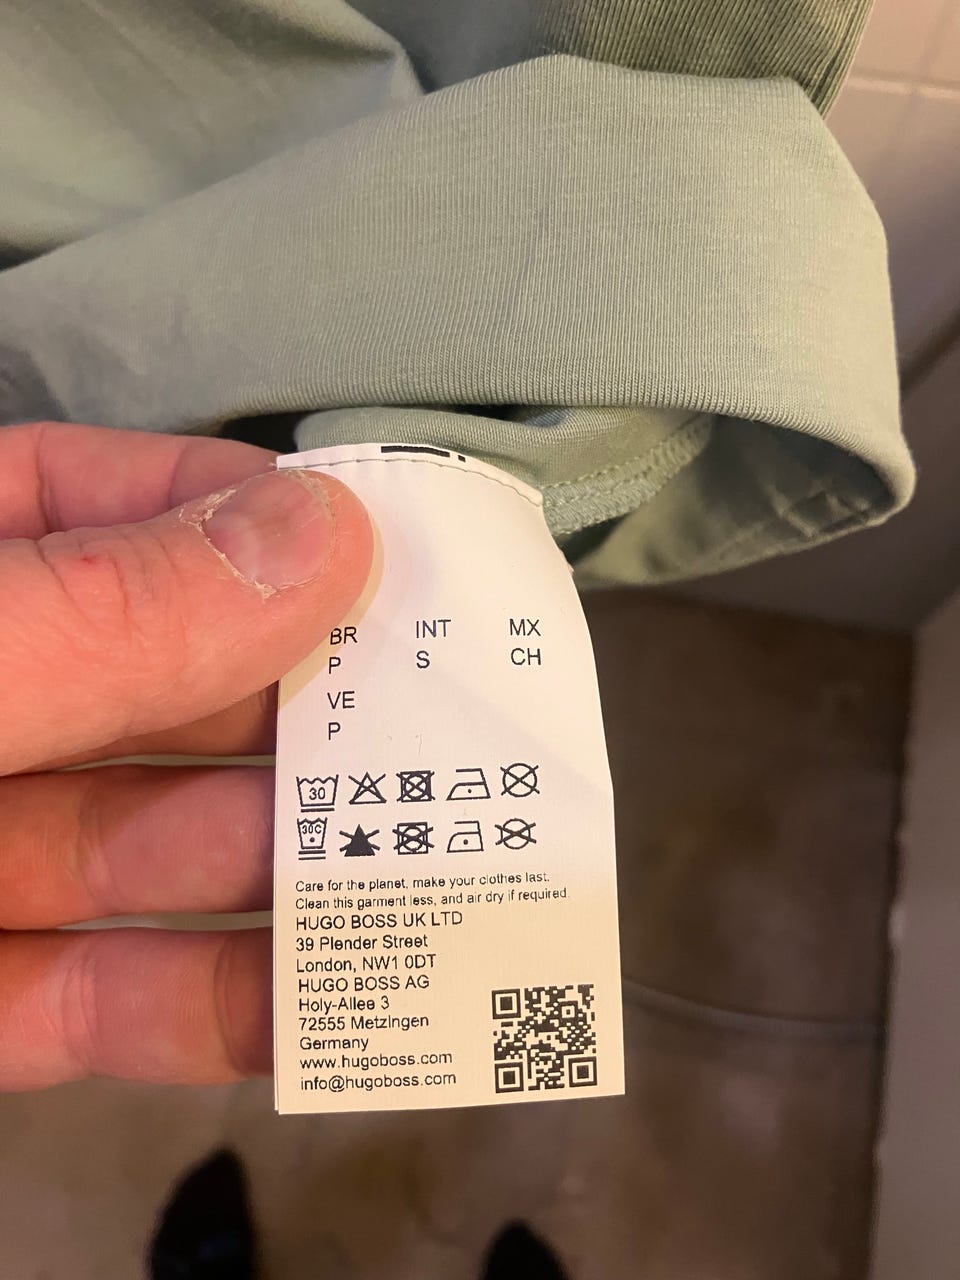 BR INT MX
P S CH
VE
P
30
30C
Care for the planet, make your clothes last.
Clean this garment less, and air dry if required.
HUGO BOSS UK LTD
39 Plender Street
London, NW1 0DT
HUGO BOSS AG
Holy-Allee 3
72555 Metzingen
Germany
www.hugoboss.com
info@hugoboss.com